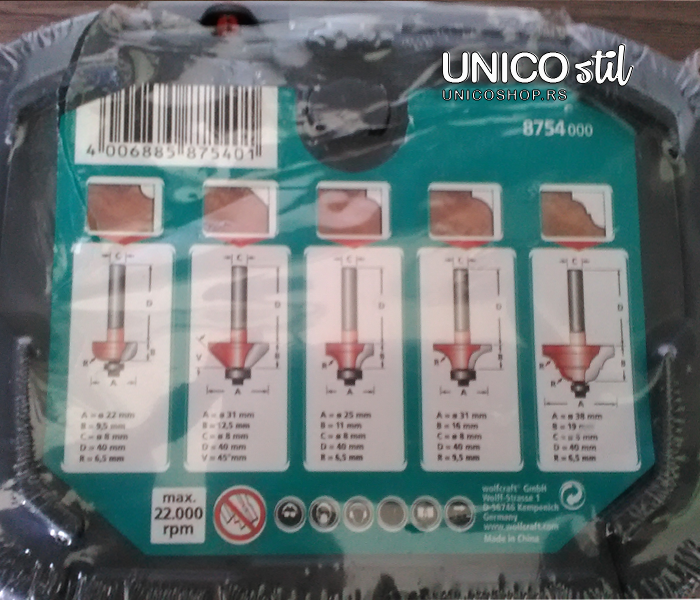 UNICO stil
UNICOSHOP.RS
4 006885 875401
8754 000
C
D
B
R
A
C
D
V
B
A
C
D
B
R
A
C
D
B
R
A
C
D
B
R
A
A = ø 22 mm
B = 9,5 mm
C = ø 8 mm
D = 40 mm
R = 6,5 mm
A = ø 31 mm
B = 12,5 mm
C = ø 8 mm
D = 40 mm
V = 45° mm
A = ø 25 mm
B = 11 mm
C = ø 8 mm
D = 40 mm
R = 6,5 mm
A = ø 31 mm
B = 16 mm
C = ø 8 mm
D = 40 mm
R = 9,5 mm
A = ø 38 mm
B = 19 mm
C = ø 8 mm
D = 40 mm
R = 6,5 mm
max.
22.000
rpm
wolfcraft® GmbH
Wolff-Strasse 1
D-56746 Kempenich
Germany
www.wolfcraft.com
Made in China